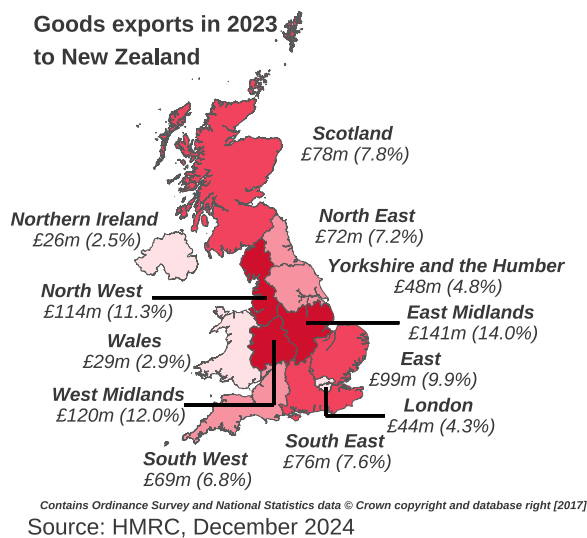 Goods exports in 2023
to New Zealand
Scotland
£78m (7.8%)
Northern Ireland
£26m (2.5%)
North East
£72m (7.2%)
Yorkshire and the Humber
£48m (4.8%)
North West
£114m (11.3%)
East Midlands
£141m (14.0%)
Wales
£29m (2.9%)
East
£99m (9.9%)
West Midlands
£120m (12.0%)
London
£44m (4.3%)
South East
£76m (7.6%)
South West
£69m (6.8%)
Contains Ordinance Survey and National Statistics data © Crown copyright and database right [2017]
Source: HMRC, December 2024